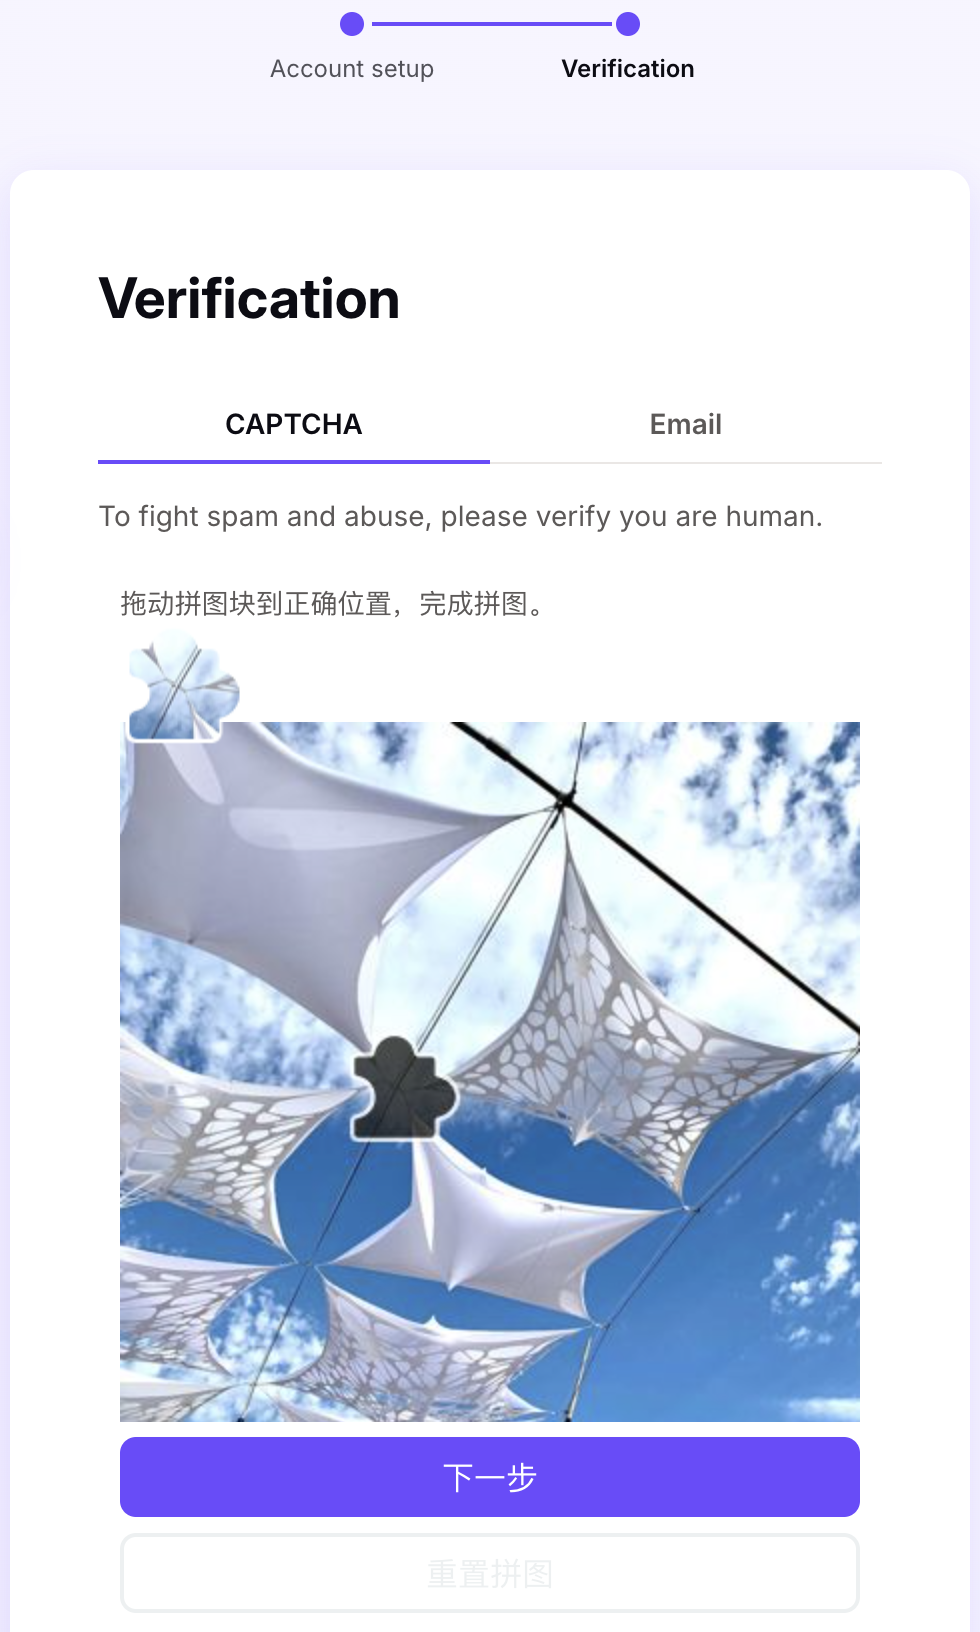 Account setup
Verification
Verification
CAPTCHA
Email
To fight spam and abuse, please verify you are human.
拖动拼图块到正确位置，完成拼图。
下一步
重置拼图